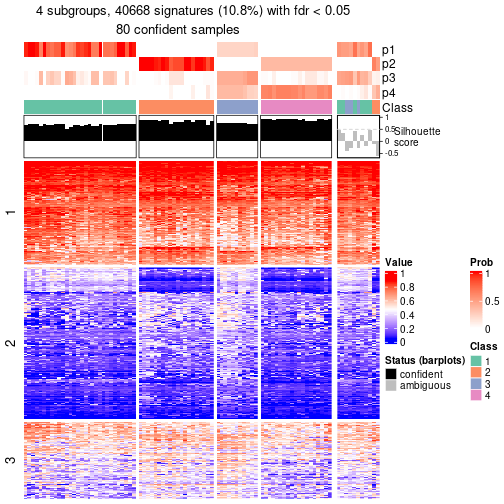 4 subgroups, 40668 signatures (10.8%) with fdr < 0.05
80 confident samples
p1
p2
p3
p4
Class
1
0.5
0
-0.5
Silhouette
score
1
2
3
Value
1
0.8
0.6
0.4
0.2
0
Status (barplots)
confident
ambiguous
Prob
1
0.5
0
Class
1
2
3
4